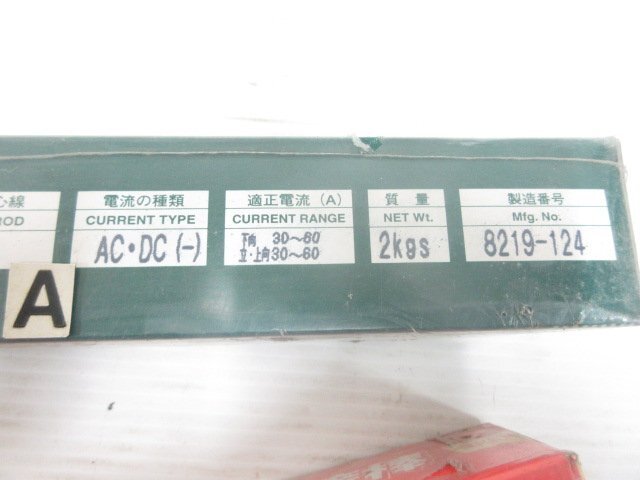 心線
ROD
電流の種類
CURRENT TYPE
AC・DC(-)
適正電流(A)
CURRENT RANGE
下向 30~60
立・上向30~60
質量
NET Wt.
2kgs
製造番号
Mfg. No.
8219-124
A